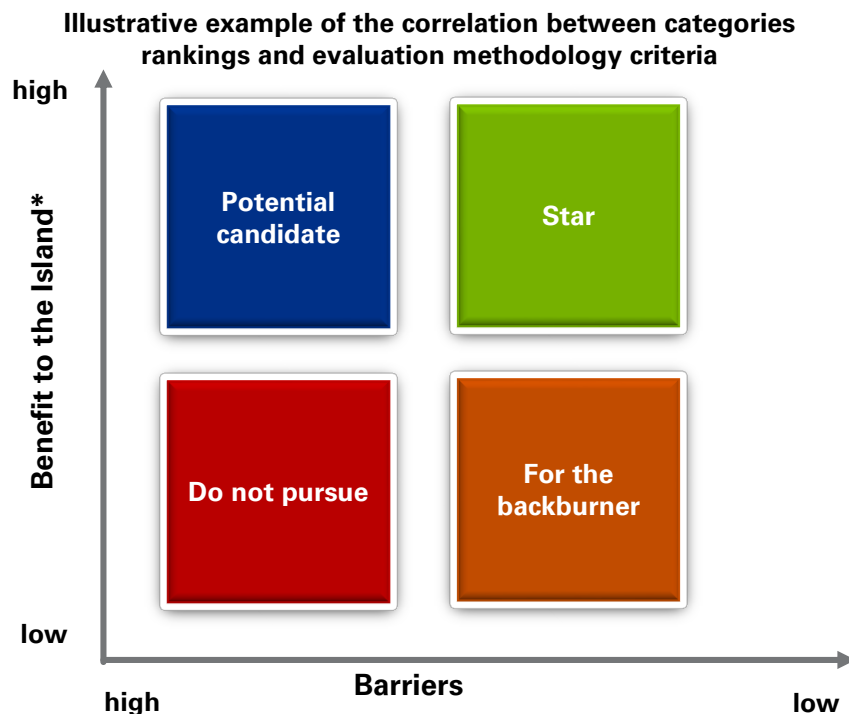 Illustrative example of the correlation between categories
rankings and evaluation methodology criteria
high
Benefit to the Island*
Potential
candidate
Star
Do not pursue
For the
backburner
low
Barriers
high
low